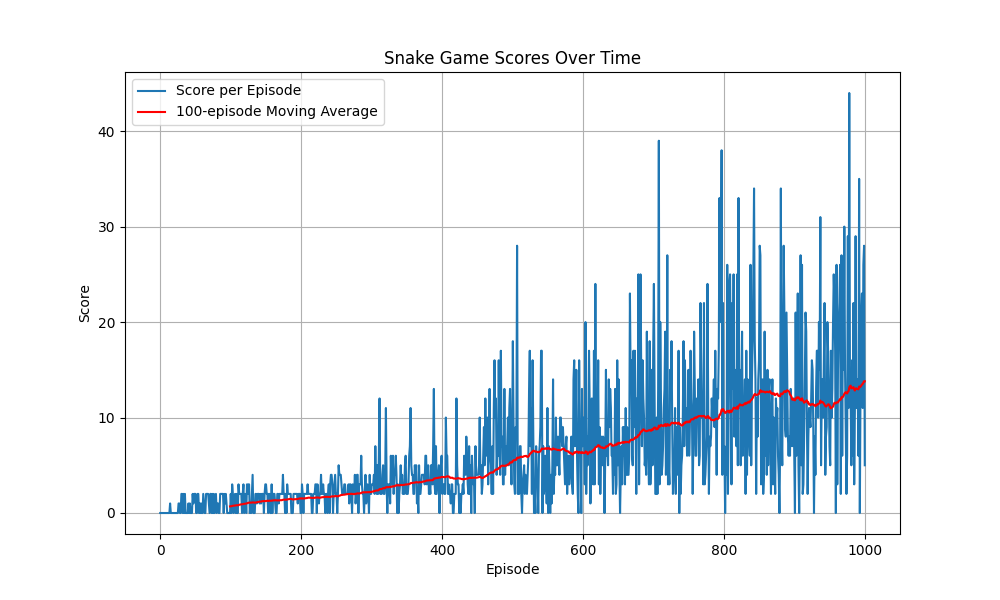 Snake Game Scores Over Time
Score per Episode
100-episode Moving Average
Score
40
30
20
10
0
0 200 400 600 800 1000
Episode